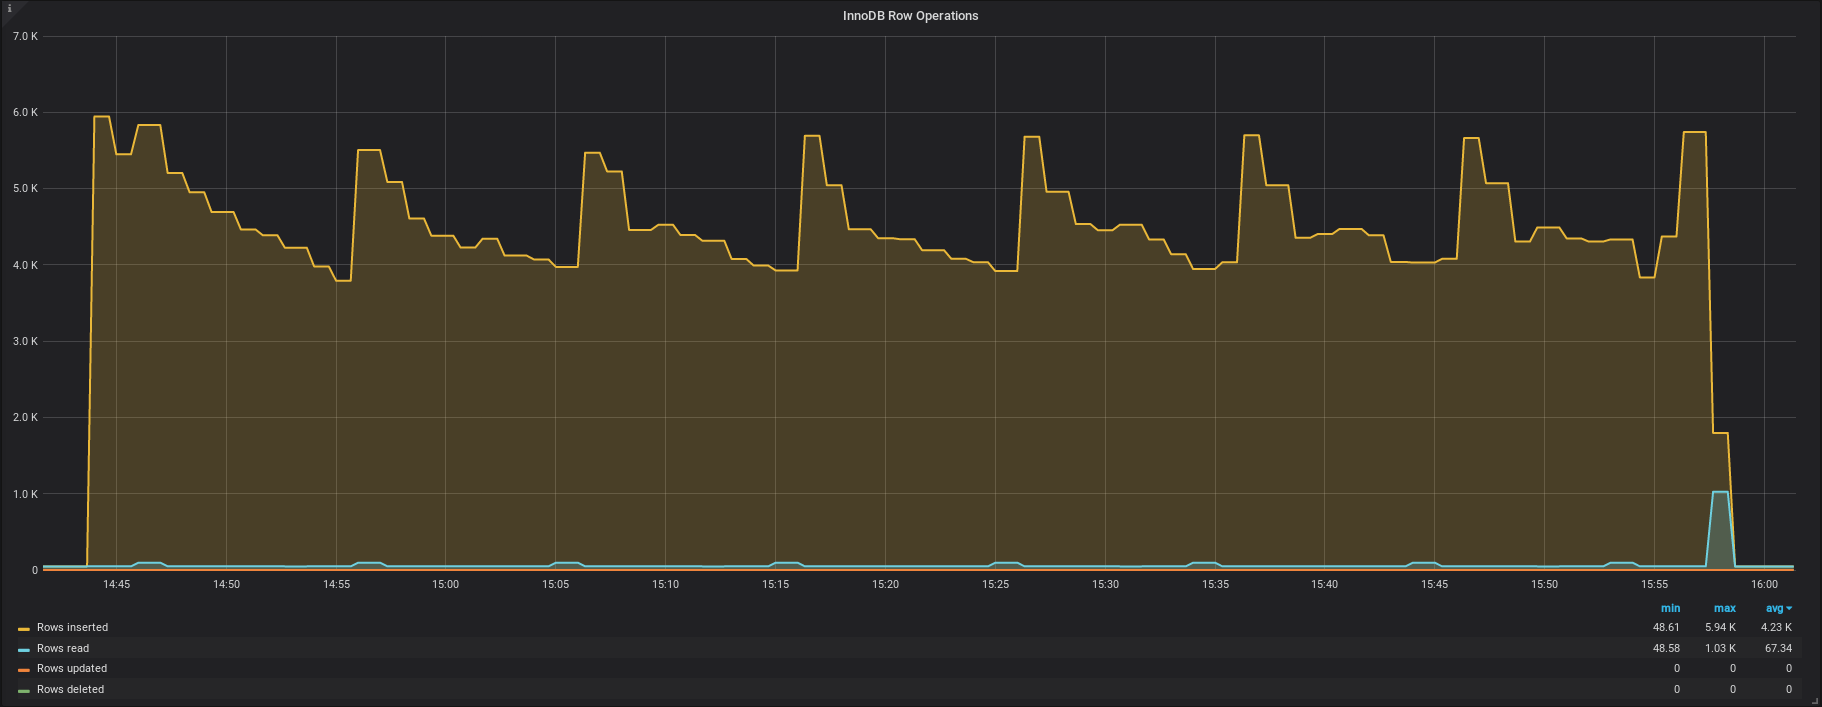 i
InnoDB Row Operations
7.0 K
6.0 K
5.0 K
4.0 K
3.0 K
2.0 K
1.0 K
0
14:45 14:50 14:55 15:00 15:05 15:10 15:15 15:20 15:25 15:30 15:35 15:40 15:45 15:50 15:55 16:00
min max avg
Rows inserted 48.61 5.94 K 4.23 K
Rows read 48.58 1.03 K 67.34
Rows updated 0 0 0
Rows deleted 0 0 0